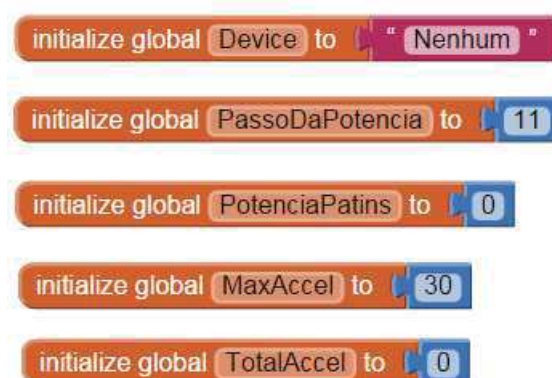 initialize global Device to " Nenhum "
initialize global PassoDaPotencia to 11
initialize global PotenciaPatins to 0
initialize global MaxAccel to 30
initialize global TotalAccel to 0